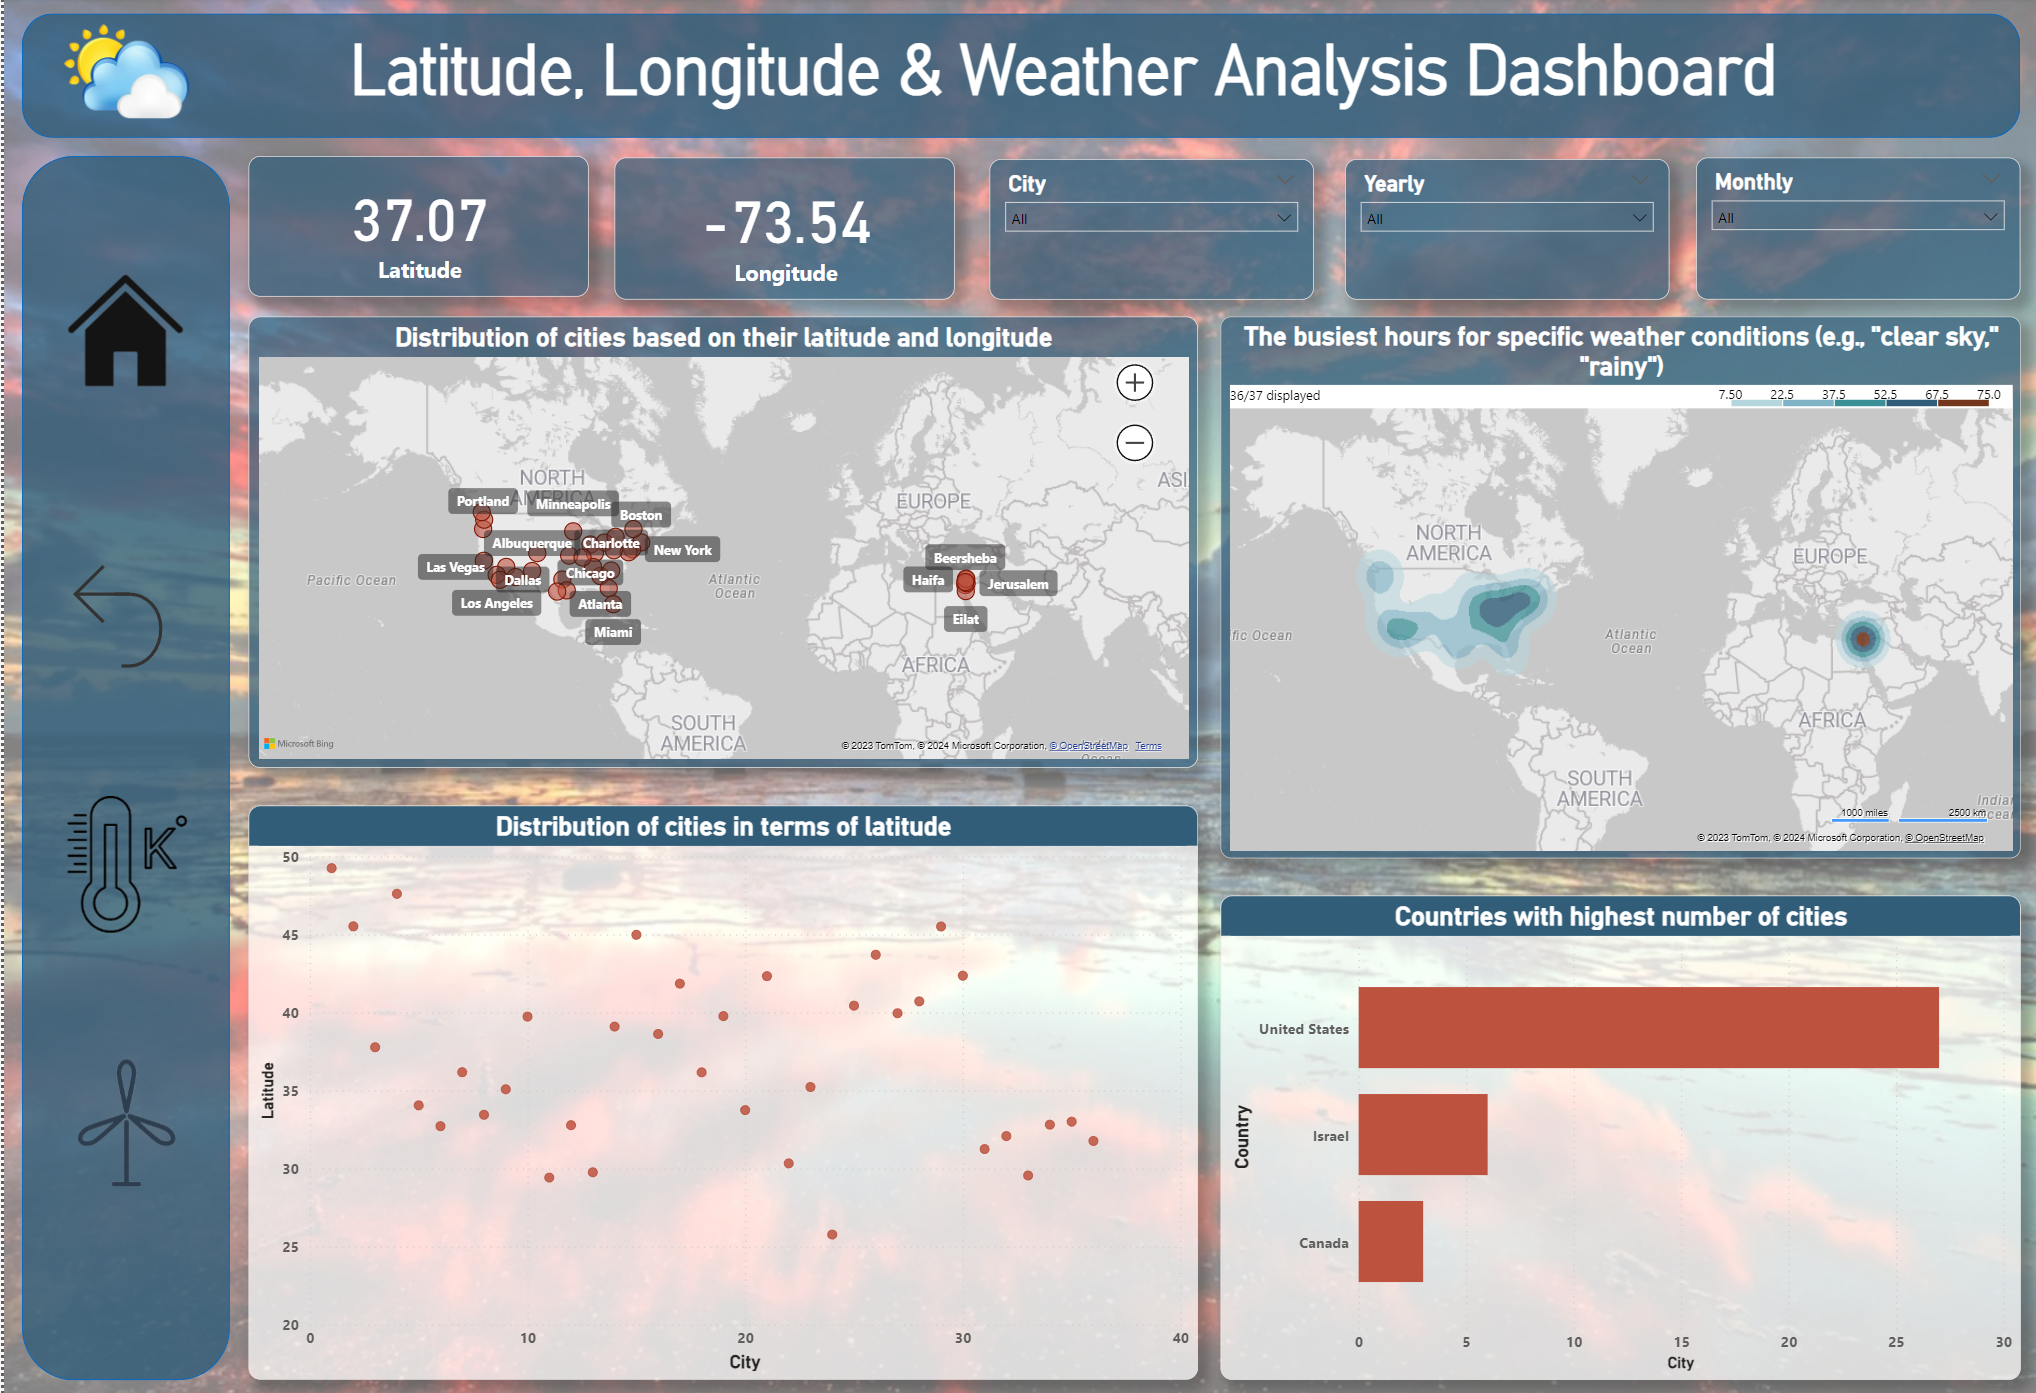 Latitude, Longitude & Weather Analysis Dashboard
37.07
Latitude
-73.54
Longitude
City
All
Yearly
All
Monthly
All
K°
Distribution of cities based on their latitude and longitude
NORTH
AMERICA
Portland
Minneapolis
Boston
Albuquerque
Charlotte
New York
Las Vegas
Dallas
Chicago
Los Angeles
Atlanta
Miami
Pacific Ocean
Atlantic
Ocean
EUROPE
ASI
Beersheba
Haifa
Jerusalem
Eilat
AFRICA
SOUTH
AMERICA
Microsoft Bing
© 2023 TomTom, © 2024 Microsoft Corporation, © OpenStreetMap Terms
The busiest hours for specific weather conditions (e.g., "clear sky,"
"rainy")
36/37 displayed
7.50 22.5 37.5 52.5 67.5 75.0
NORTH
AMERICA
EUROPE
ific Ocean
Atlantic
Ocean
AFRICA
SOUTH
AMERICA
Indian
Ocean
1000 miles 2500 km
© 2023 TomTom, © 2024 Microsoft Corporation, © OpenStreetMap
Distribution of cities in terms of latitude
Latitude
50
45
40
35
30
25
20
0 10 20 30 40
City
Countries with highest number of cities
Country
United States
Israel
Canada
0 5 10 15 20 25 30
City